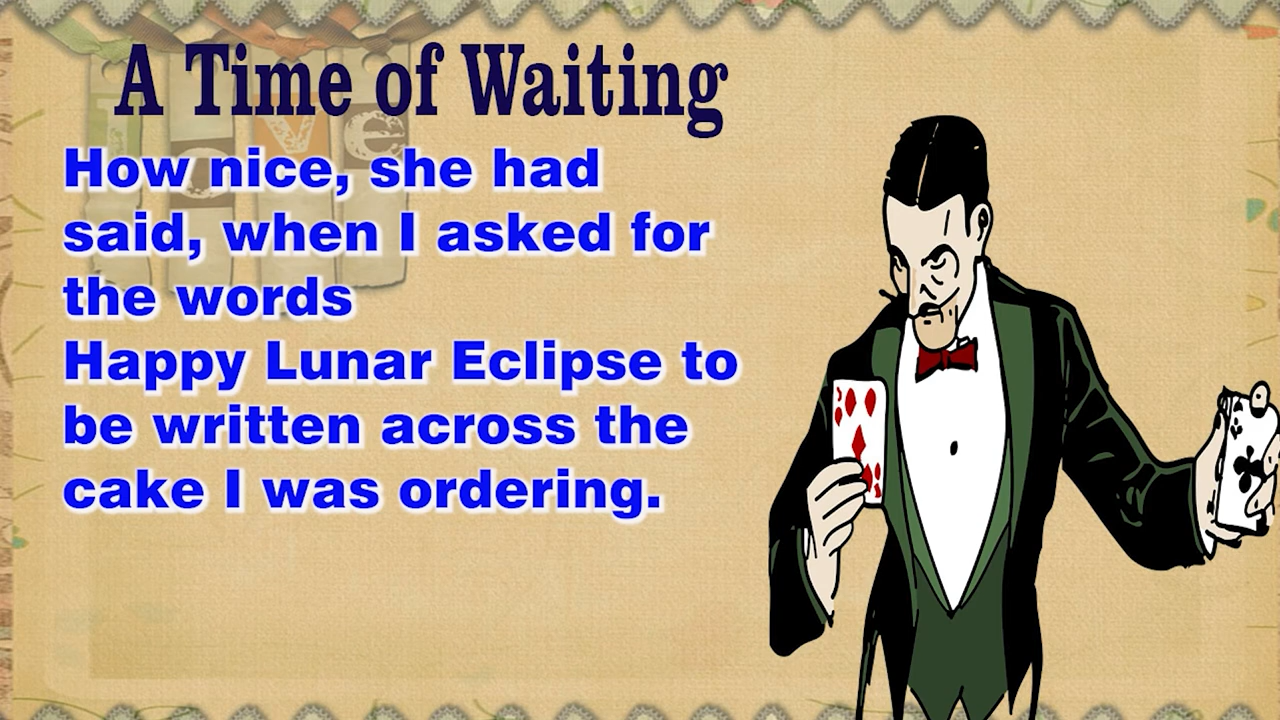 A Time of Waiting
How nice, she had
said, when I asked for
the words
Happy Lunar Eclipse to
be written across the
cake I was ordering.